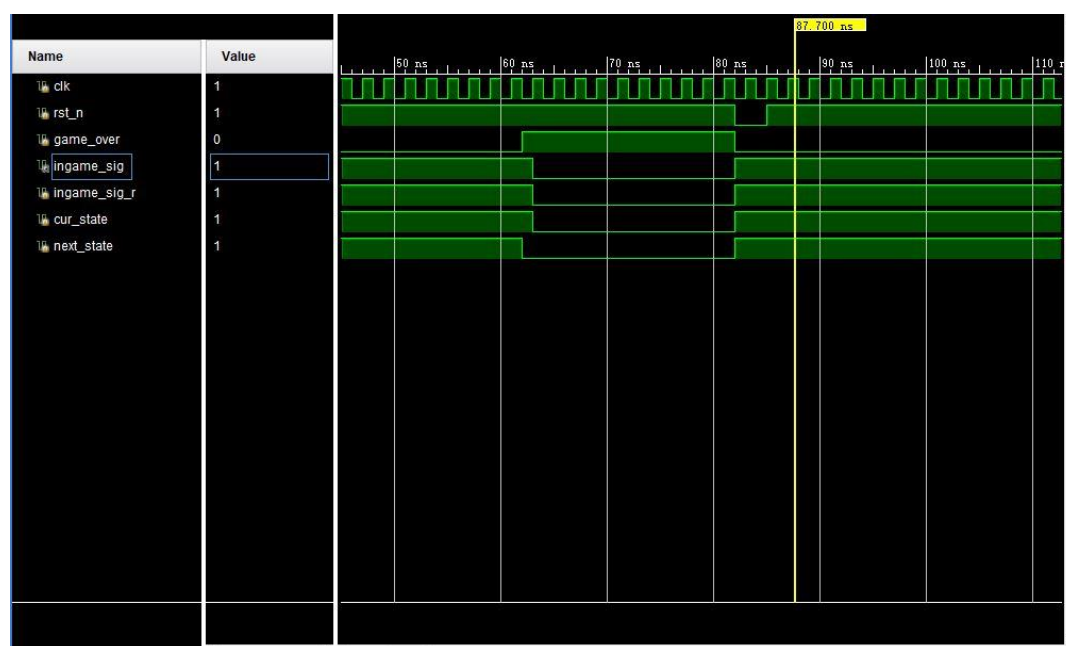 87.700 ns
Name Value
50 ns 60 ns 70 ns 80 ns 90 ns 100 ns 110
clk 1
rst_n 1
game_over 0
ingame_sig 1
ingame_sig_r 1
cur_state 1
next_state 1